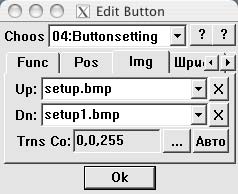 Edit Button
Choos 04:Buttonsetting ? ?
Func Pos Img Шри
Up: setup.bmp X
Dn: setup1.bmp X
Trns Co: 0,0,255 ... Авто
Ok